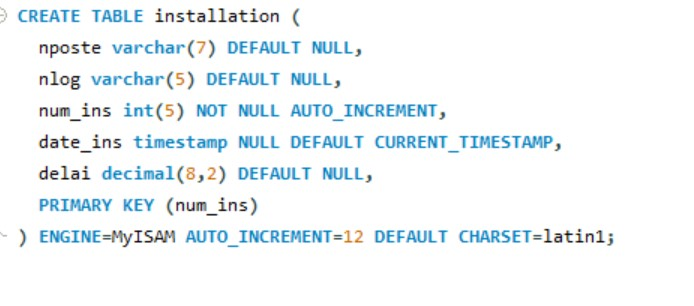 CREATE TABLE installation (
nposte varchar(7) DEFAULT NULL,
nlog varchar(5) DEFAULT NULL,
num_ins int(5) NOT NULL AUTO_INCREMENT,
date_ins timestamp NULL DEFAULT CURRENT_TIMESTAMP,
delai decimal(8,2) DEFAULT NULL,
PRIMARY KEY (num_ins)
) ENGINE=MyISAM AUTO_INCREMENT=12 DEFAULT CHARSET=latin1;